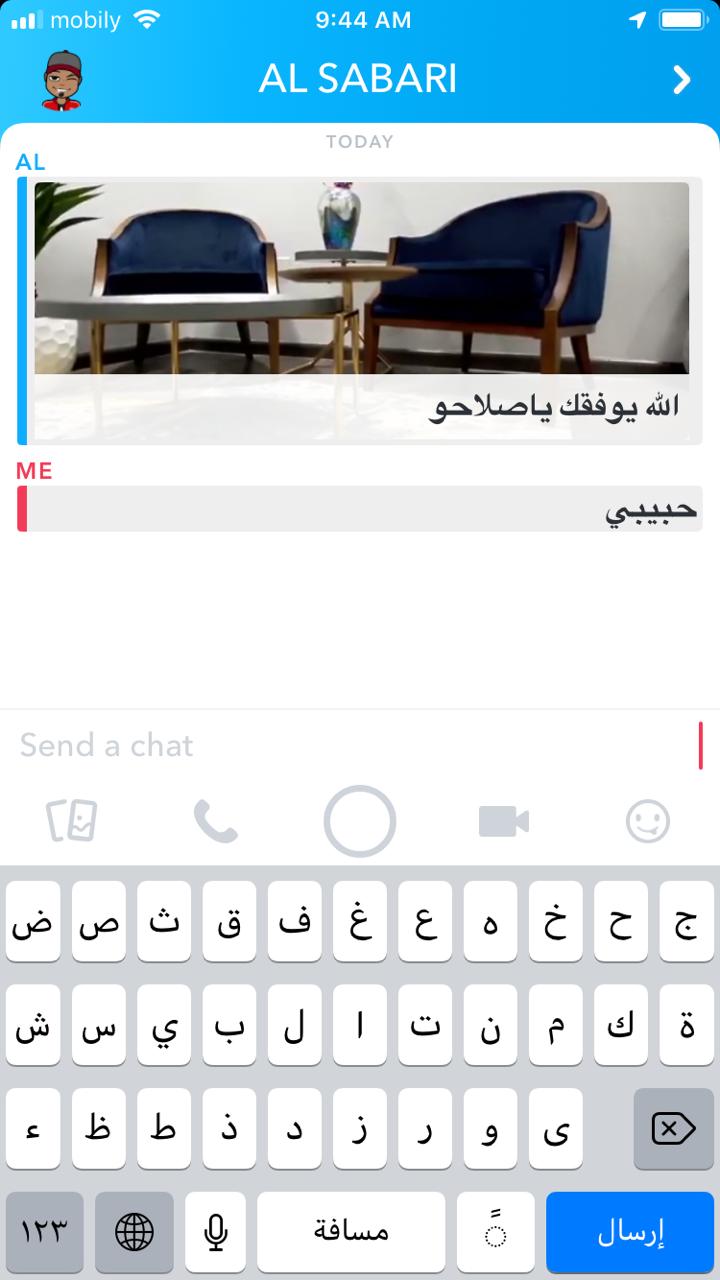 mobily
9:44 AM
AL SABARI
TODAY
AL
الله يوفقك ياصلاحو
ME
حبيبي
Send a chat
ض ص ث ق ف غ ع ه خ ح ج
ش س ي ب ل ا ت ن م ك ة
ء ظ ط ذ د ز ر و ى
١٢٣ مسافة إرسال